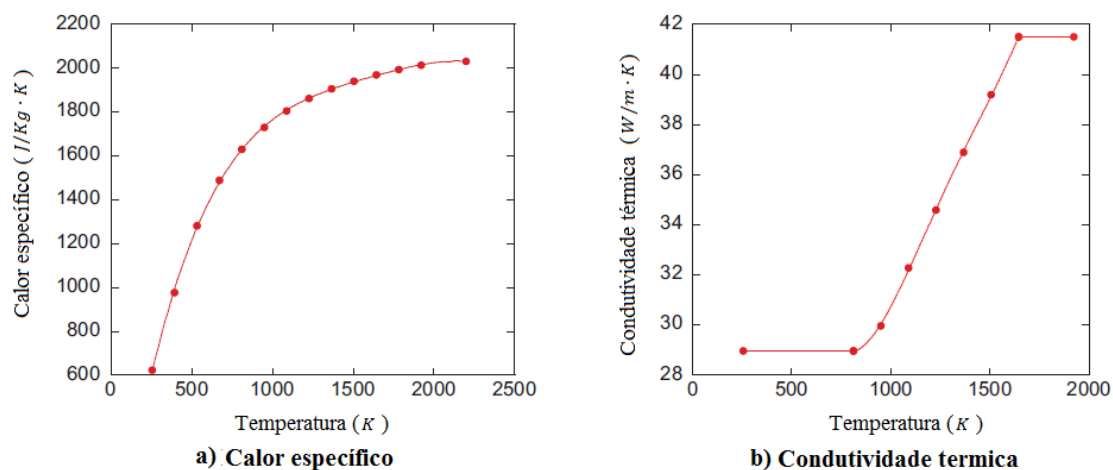 2200
2000
1800
1600
1400
1200
1000
800
600
0 500 1000 1500 2000 2500
Calor específico ( J/Kg · K )
Temperatura ( K )
a) Calor específico
42
40
38
36
34
32
30
28
0 500 1000 1500 2000
Condutividade térmica ( W/m · K )
Temperatura ( K )
b) Condutividade termica